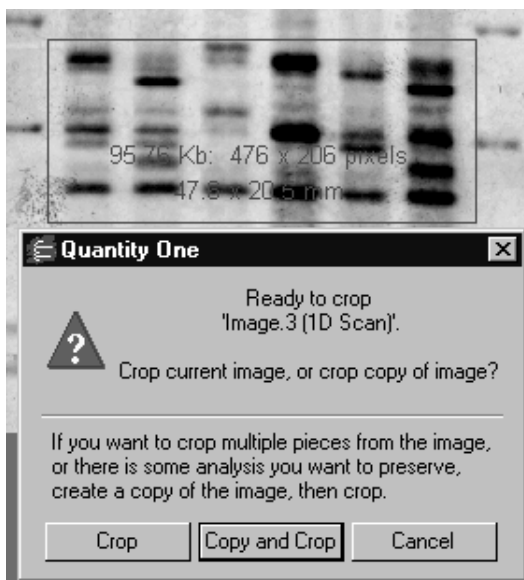 95.76 Kb: 476 x 206 pixels
47.6 x 20.6 mm
Quantity One
Ready to crop
'Image.3 (1D Scan)'.
Crop current image, or crop copy of image?
If you want to crop multiple pieces from the image,
or there is some analysis you want to preserve,
create a copy of the image, then crop.
Crop
Copy and Crop
Cancel